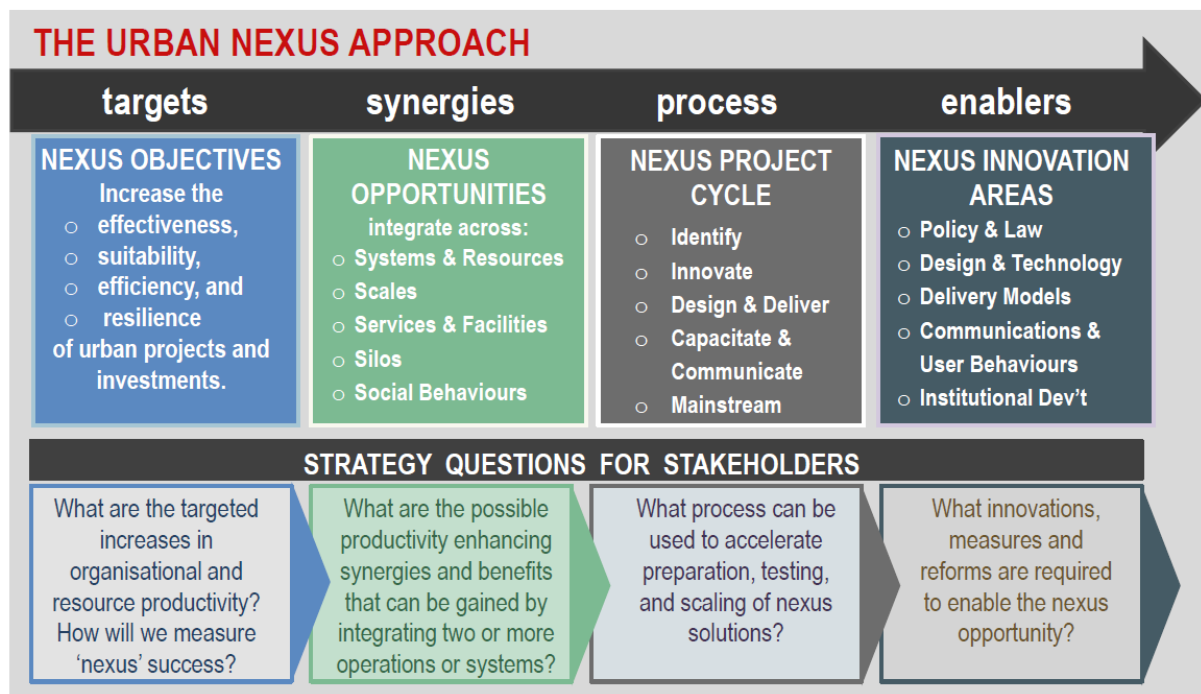 THE URBAN NEXUS APPROACH
targets
synergies
process
enablers
NEXUS OBJECTIVES
Increase the
o effectiveness,
o suitability,
o efficiency, and
o resilience
of urban projects and
investments.
NEXUS
OPPORTUNITIES
integrate across:
o Systems & Resources
o Scales
o Services & Facilities
o Silos
o Social Behaviours
NEXUS PROJECT
CYCLE
o Identify
o Innovate
o Design & Deliver
o Capacitate &
Communicate
o Mainstream
NEXUS INNOVATION
AREAS
o Policy & Law
o Design & Technology
o Delivery Models
o Communications &
User Behaviours
o Institutional Dev't
STRATEGY QUESTIONS FOR STAKEHOLDERS
What are the targeted
increases in
organisational and
resource productivity?
How will we measure
‘nexus’ success?
What are the possible
productivity enhancing
synergies and benefits
that can be gained by
integrating two or more
operations or systems?
What process can be
used to accelerate
preparation, testing,
and scaling of nexus
solutions?
What innovations,
measures and
reforms are required
to enable the nexus
opportunity?